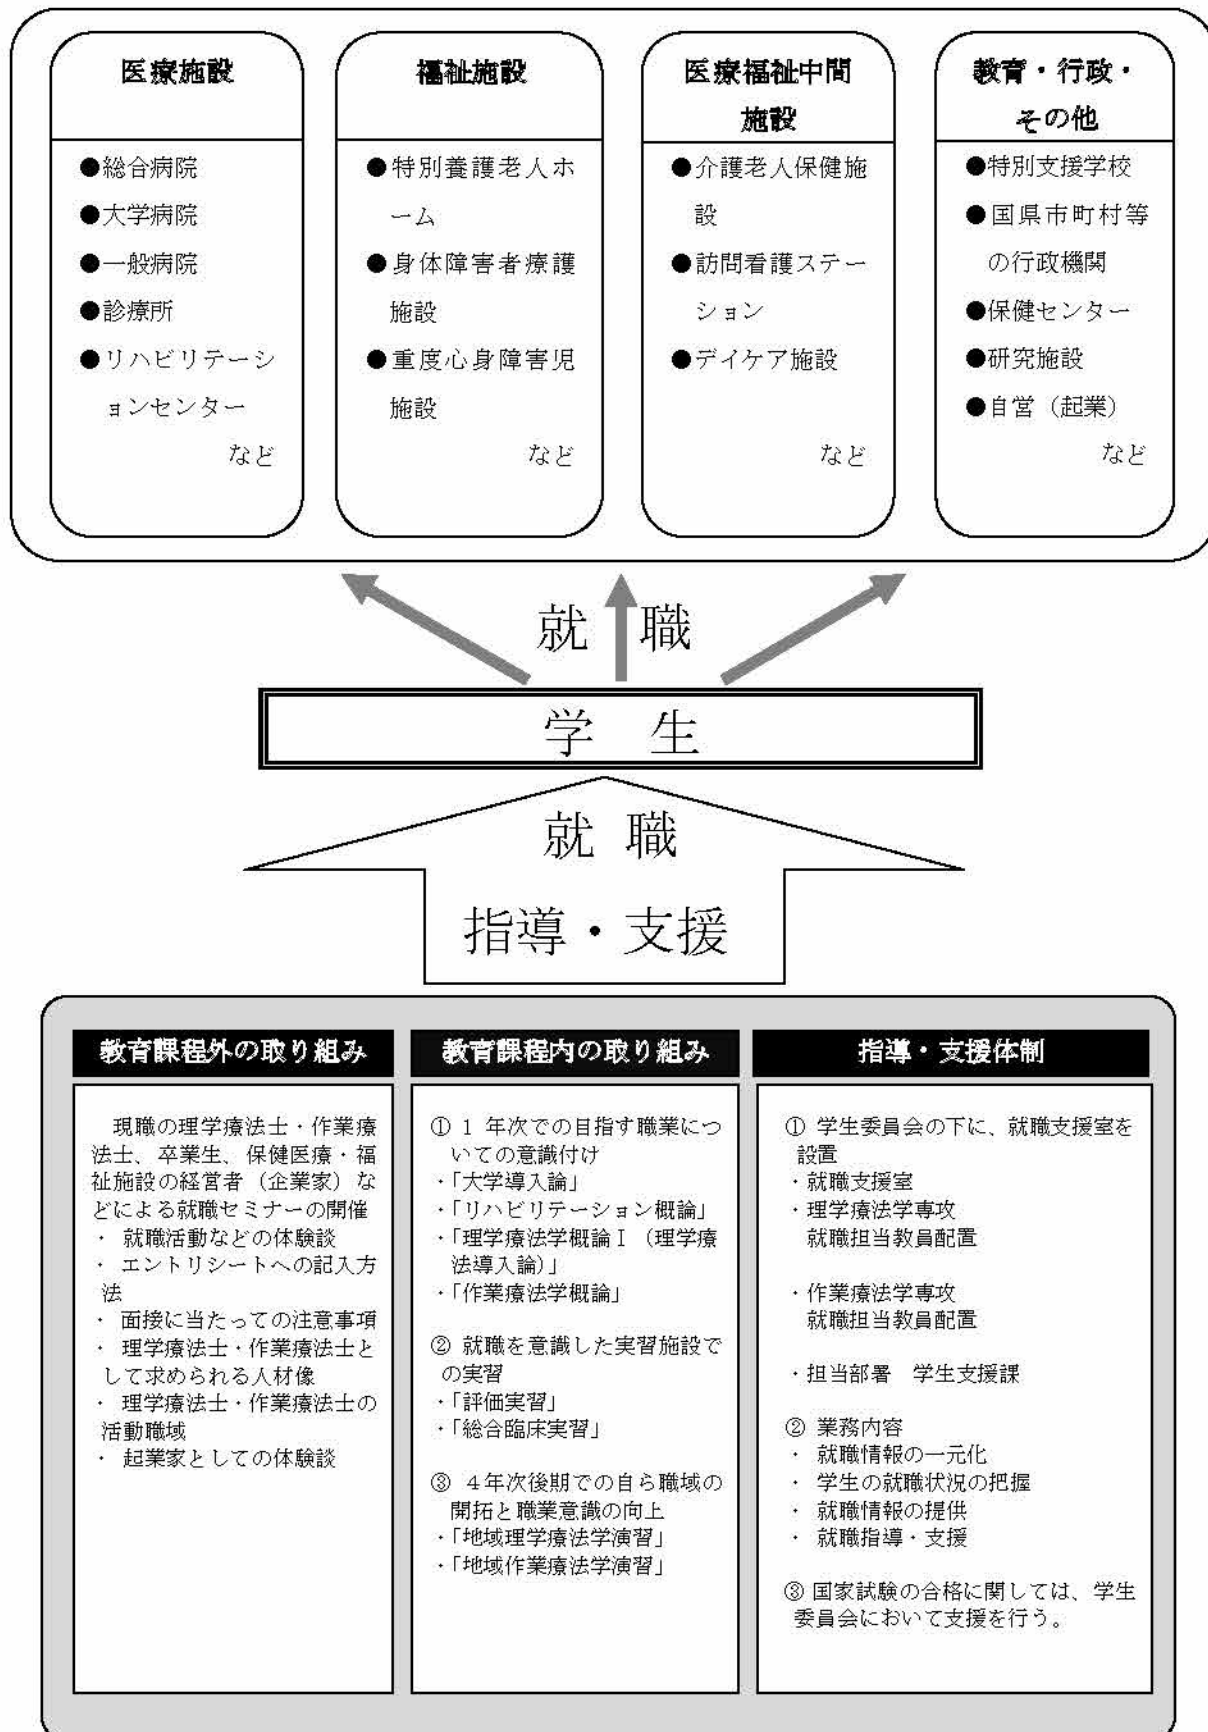 医療施設
●総合病院
●大学病院
●一般病院
●診療所
●リハビリテーシ
ョンセンター
など
福祉施設
●特別養護老人ホ
ーム
●身体障害者療護
施設
●重度心身障害児
施設
など
医療福祉中間
施設
●介護老人保健施
設
●訪問看護ステー
ション
●デイケア施設
など
教育・行政・
その他
●特別支援学校
●国県市町村等
の行政機関
●保健センター
●研究施設
●自営（起業）
など
就 職
学 生
就 職
指導・支援
教育課程外の取り組み
現職の理学療法士・作業療
法士、卒業生、保健医療・福
祉施設の経営者（企業家）な
どによる就職セミナーの開催
・ 就職活動などの体験談
・ エントリシートへの記入方
法
・ 面接に当たっての注意事項
・ 理学療法士・作業療法士と
して求められる人材像
・ 理学療法士・作業療法士の
活動職域
・ 起業家としての体験談
教育課程内の取り組み
① 1 年次での目指す職業につ
いての意識付け
・「大学導入論」
・「リハビリテーション概論」
・「理学療法学概論Ⅰ（理学療
法導入論）」
・「作業療法学概論」
② 就職を意識した実習施設で
の実習
・「評価実習」
・「総合臨床実習」
③ ４年次後期での自ら職域の
開拓と職業意識の向上
・「地域理学療法学演習」
・「地域作業療法学演習」
指導・支援体制
① 学生委員会の下に、就職支援室を
設置
・就職支援室
・理学療法学専攻
就職担当教員配置
・作業療法学専攻
就職担当教員配置
・担当部署 学生支援課
② 業務内容
・ 就職情報の一元化
・ 学生の就職状況の把握
・ 就職情報の提供
・ 就職指導・支援
③ 国家試験の合格に関しては、学生
委員会において支援を行う。